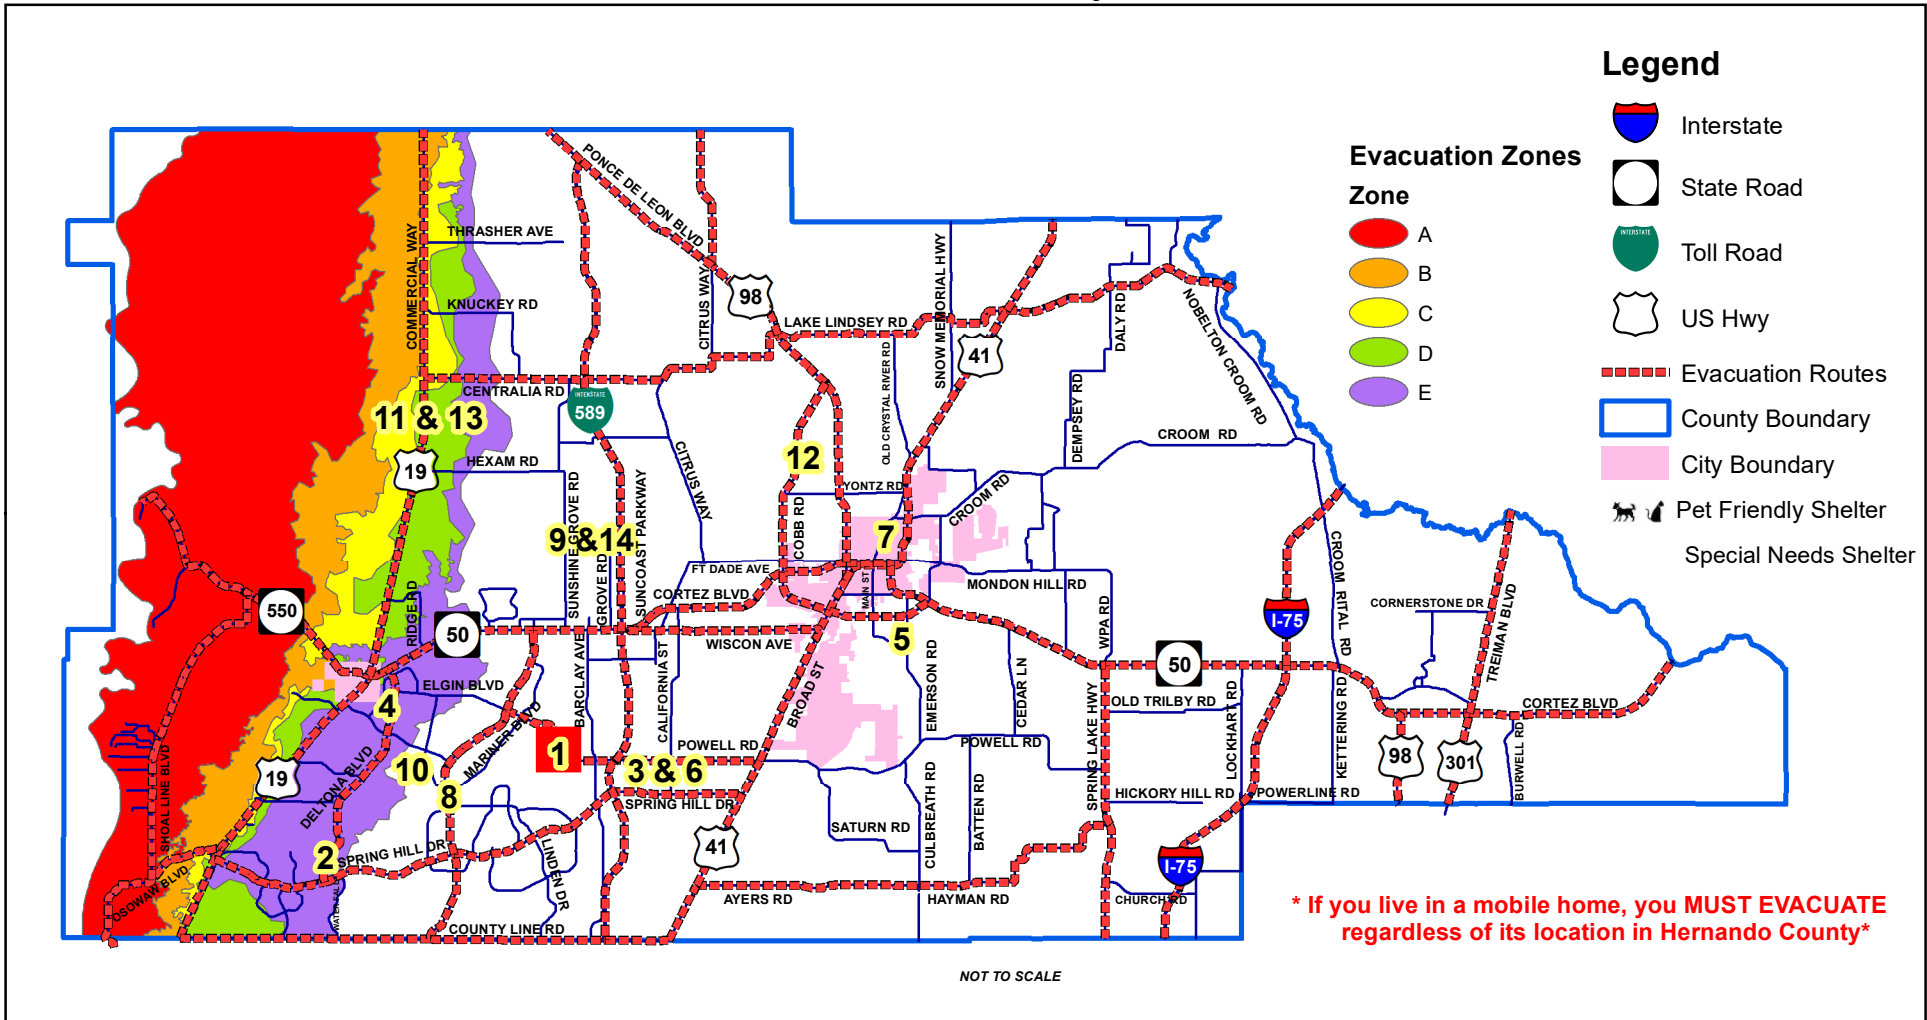 Legend
Interstate
State Road
INTERSTATE
Toll Road
US Hwy
Evacuation Routes
County Boundary
City Boundary
Pet Friendly Shelter
Special Needs Shelter
Evacuation Zones
Zone
A
B
C
D
E
PONCE DE LEON BLVD
THRASHER AVE
COMMERCIAL WAY
KNUCKEY RD
CITRUS WAY
98
LAKE LINDSEY RD
SNOW MEMORIAL HWY
41
DALY RD
NOBELTON CROOM RD
OLD CRYSTAL RIVER RD
CENTRALIA RD
INTERSTATE
589
11 & 13
19
HEXAM RD
CITRUS WAY
12
DEMPSEY RD
CROOM RD
YONTZ RD
CROOM RD
SUNSHINE GROVE RD
GROVE RD
SUNCOAST PARKWAY
COBB RD
9 &14
7
FT DADE AVE
MONDON HILL RD
CROOM RITAL RD
550
RIDGE RD
50
CORTEZ BLVD
MAIN ST
WPA RD
I-75
CORNERSTONE DR
TREIMAN BLVD
WISCON AVE
5
50
ELGIN BLVD
4
BARCLAY AVE
CALIFORNIA ST
BROAD ST
EMERSON RD
CEDAR LN
OLD TRILBY RD
LOCKHART RD
KETTERING RD
CORTEZ BLVD
MARINER BLVD
1
POWELL RD
POWELL RD
SPRING LAKE HWY
98
301
BURWELL RD
SHOAL LINE BLVD
19
DELTONA BLVD
10
8
3 & 6
SPRING HILL DR
HICKORY HILL RD
POWERLINE RD
SATURN RD
CULBREATH RD
BATTEN RD
2
SPRING HILL DR
LINDEN DR
41
I-75
OSOWAW BLVD
AYERS RD
HAYMAN RD
CHURCH RD
COUNTY LINE RD
* If you live in a mobile home, you MUST EVACUATE
regardless of its location in Hernando County*
NOT TO SCALE